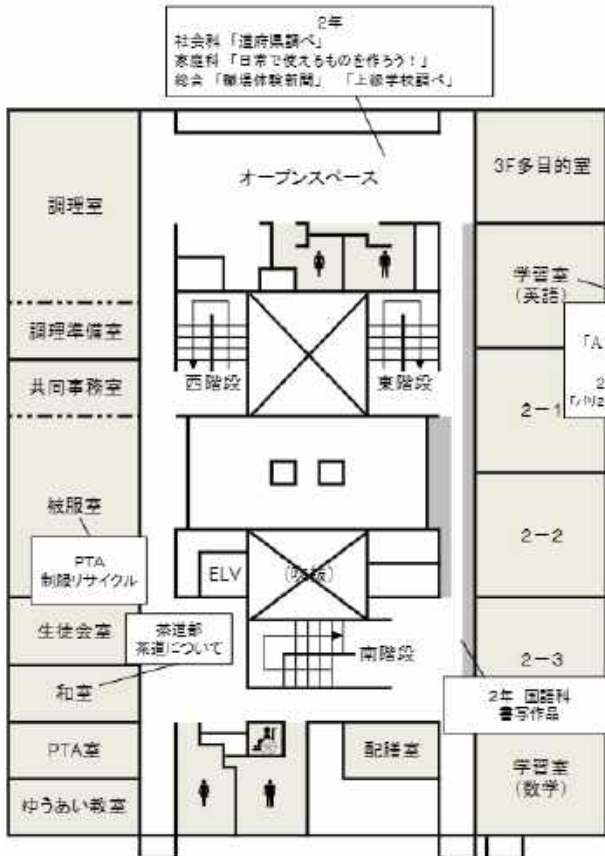 2年
社会科「道府県調べ」
家庭科「日常で使えるものを作ろう！」
総合「職場体験新聞」 「上級学校調べ」
オープンスペース
3F多目的室
調理室
学習室
（英語）
調理準備室
共同事務室
西階段
東階段
「A
2
2－1
被服室
PTA
制服リサイクル
2－2
ELV
（吹抜）
生徒会室
茶道部
茶道について
南階段
2－3
和室
2年 国語科
書写作品
PTA室
配膳室
学習室
（数学）
ゆうあい教室